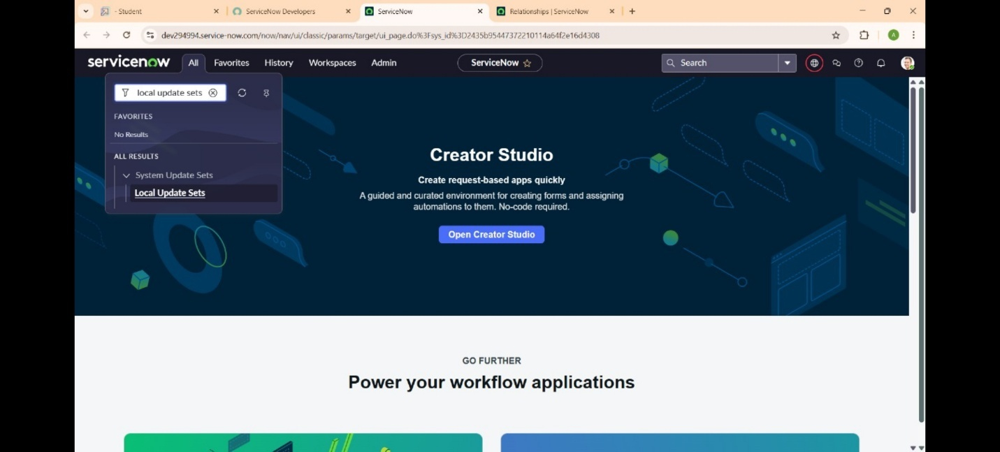 - Student
ServiceNow Developers
ServiceNow
Relationships | ServiceNow
dev294994.service-now.com/now/nav/ui/classic/params/target/ui_page.do%3Fsys_id%3D2435b95447372210114a64f2e16d4308
A
servicenow
All
Favorites
History
Workspaces
Admin
ServiceNow
Search
local update sets
FAVORITES
No Results
ALL RESULTS
System Update Sets
Local Update Sets
Creator Studio
Create request-based apps quickly
A guided and curated environment for creating forms and assigning
automations to them. No-code required.
Open Creator Studio
GO FURTHER
Power your workflow applications